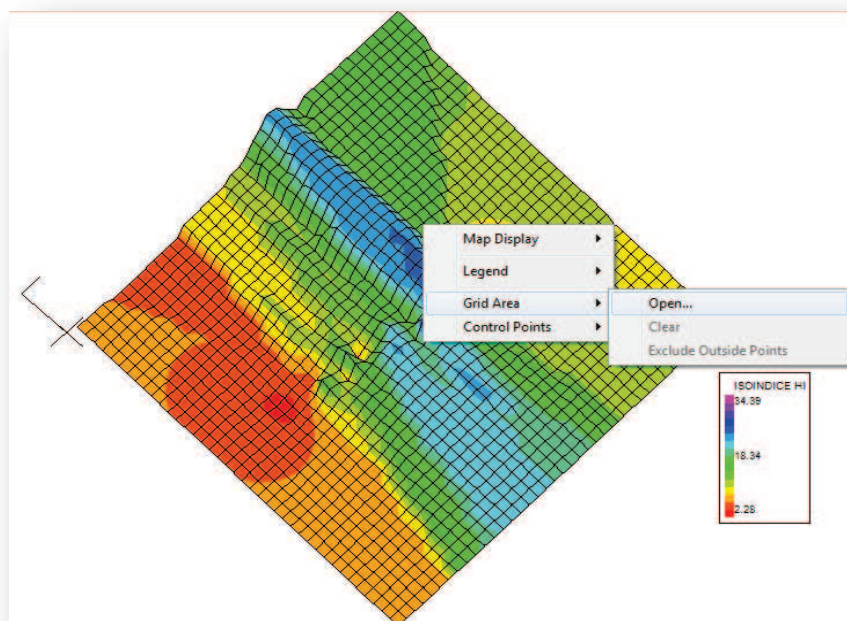 Map Display
Legend
Grid Area
Open...
Control Points
Clear
Exclude Outside Points
ISOINDICE HI
34.39
18.34
2.28